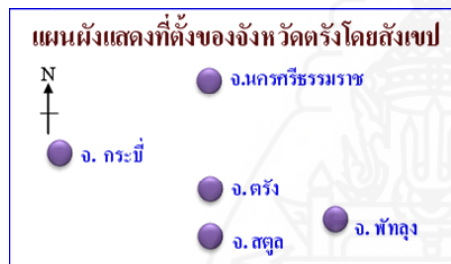 แผนผังแสดงที่ตั้งของจังหวัดตรังโดยสังเขป
N
จ.นครศรีธรรมราช
จ. กระบี่
จ.ตรัง
จ. พัทลุง
จ. สตูล